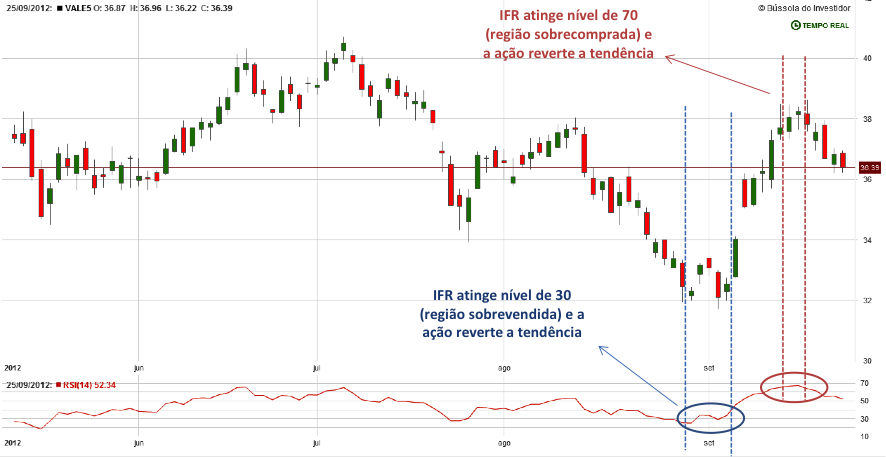 25/09/2012: ■ VALE5 O: 36.87 H: 36.96 L: 36.22 C: 36.39
© Bússola do Investidor
TEMPO REAL
IFR atinge nível de 70
(região sobrecomprada) e
a ação reverte a tendência
40
38
36.39
36
34
32
30
IFR atinge nível de 30
(região sobrevendida) e a
ação reverte a tendência
2012 jun jul ago set
25/09/2012: ■ RSI(14) 52.34
70
50
30
10
2012 jun jul ago set